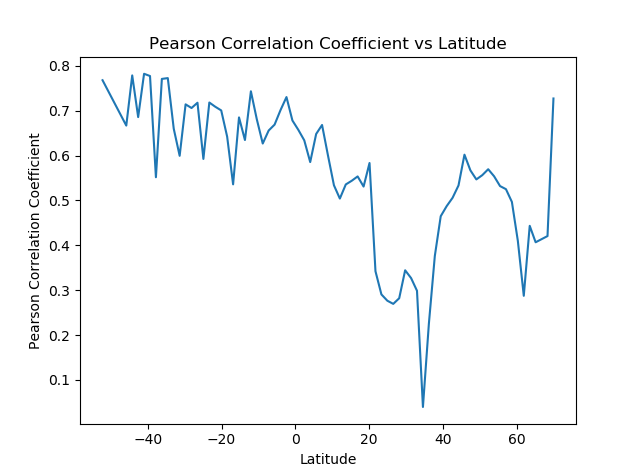 Pearson Correlation Coefficient vs Latitude
0.8
0.7
0.6
0.5
0.4
0.3
0.2
0.1
Pearson Correlation Coefficient
−40 −20 0 20 40 60
Latitude